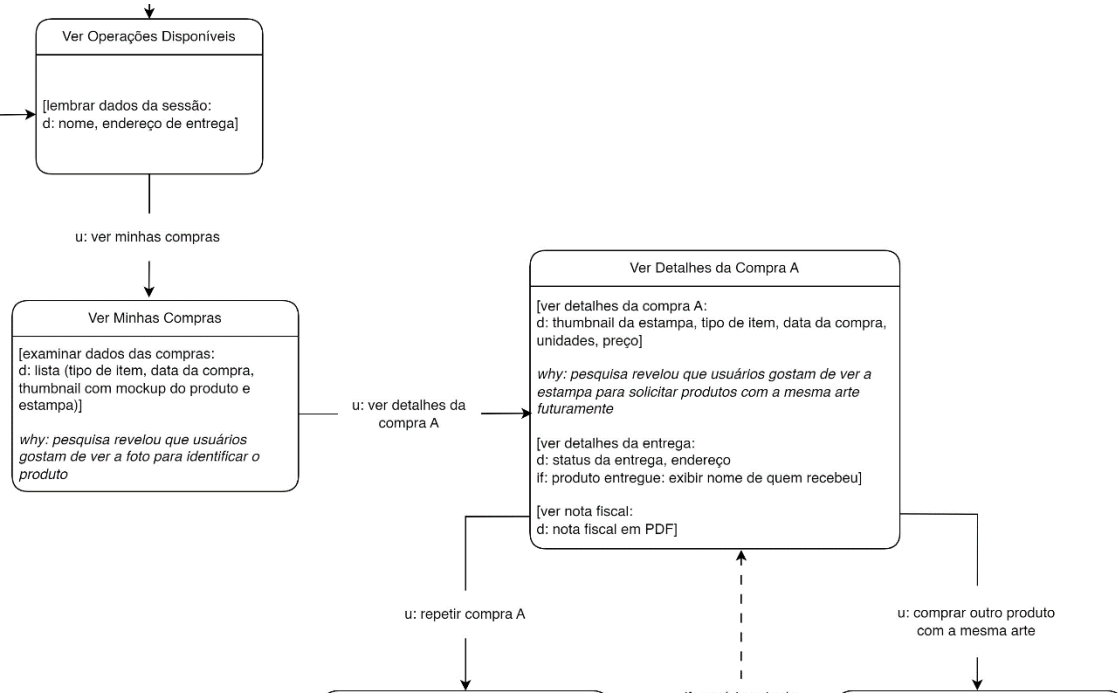 Ver Operações Disponíveis
[lembrar dados da sessão:
d: nome, endereço de entrega]
u: ver minhas compras
Ver Minhas Compras
[examinar dados das compras:
d: lista (tipo de item, data da compra,
thumbnail com mockup do produto e
estampa)]
why: pesquisa revelou que usuários
gostam de ver a foto para identificar o
produto
u: ver detalhes da
compra A
Ver Detalhes da Compra A
[ver detalhes da compra A:
d: thumbnail da estampa, tipo de item, data da compra,
unidades, preço]
why: pesquisa revelou que usuários gostam de ver a
estampa para solicitar produtos com a mesma arte
futuramente
[ver detalhes da entrega:
d: status da entrega, endereço
if: produto entregue: exibir nome de quem recebeu]
[ver nota fiscal:
d: nota fiscal em PDF]
u: repetir compra A
u: comprar outro produto
com a mesma arte